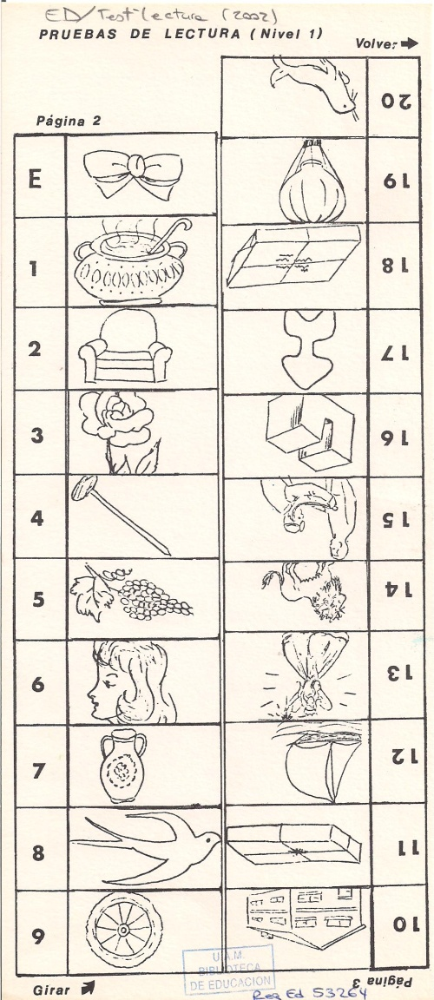 ED/Test lectura (2002)
PRUEBAS DE LECTURA (Nivel 1)
Volver
Página 2
E
1
2
3
4
5
6
7
8
9
Girar
20
19
18
17
16
15
14
13
12
11
10
Página 3
U.A.M.
BIBLIOTECA
DE EDUCACION
Reg Ed 53264